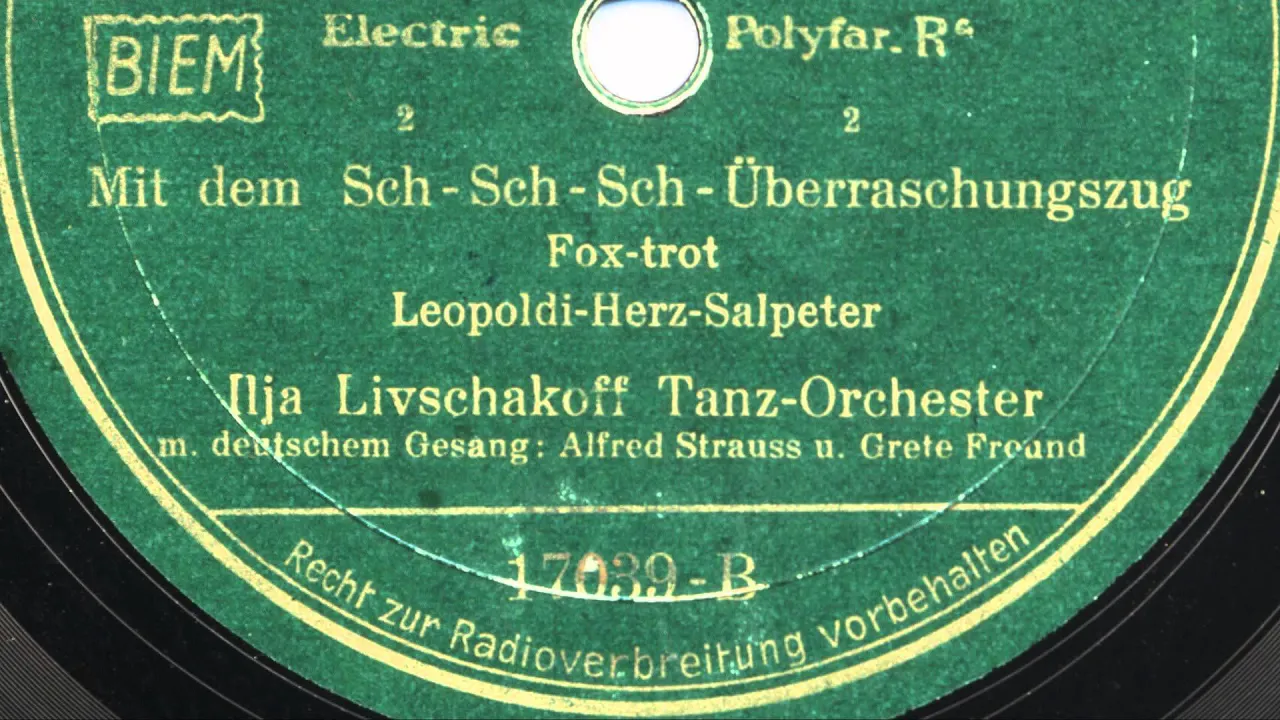 BIEM Electric Polyfar. Rᵈ
2 2
Mit dem Sch-Sch-Sch-Überraschungszug
Fox-trot
Leopoldi-Herz-Salpeter
Ilja Livschakoff Tanz-Orchester
m. deutschem Gesang: Alfred Strauss u. Grete Freund
17039-B
Recht zur Radioverbreitung vorbehalten